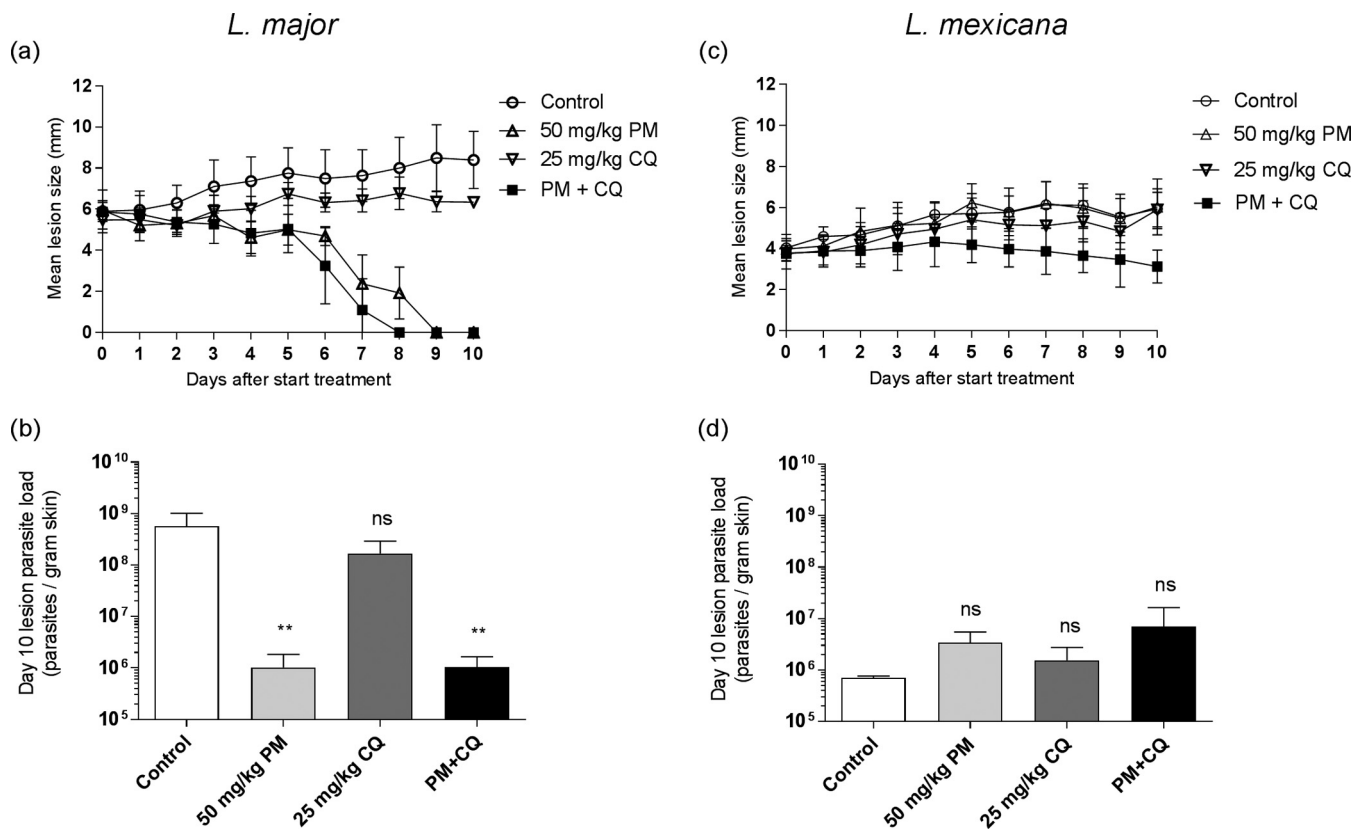 L. major
(a)
Mean lesion size (mm)
12
10
8
6
4
2
0
0 1 2 3 4 5 6 7 8 9 10
Days after start treatment
Control
50 mg/kg PM
25 mg/kg CQ
PM + CQ
L. mexicana
(c)
Mean lesion size (mm)
12
10
8
6
4
2
0
0 1 2 3 4 5 6 7 8 9 10
Days after start treatment
Control
50 mg/kg PM
25 mg/kg CQ
PM + CQ
(b)
Day 10 lesion parasite load
(parasites / gram skin)
10¹⁰
10⁹
10⁸
10⁷
10⁶
10⁵
**
ns
**
Control
50 mg/kg PM
25 mg/kg CQ
PM+CQ
(d)
Day 10 lesion parasite load
(parasites / gram skin)
10¹⁰
10⁹
10⁸
10⁷
10⁶
10⁵
ns
ns
ns
Control
50 mg/kg PM
25 mg/kg CQ
PM+CQ